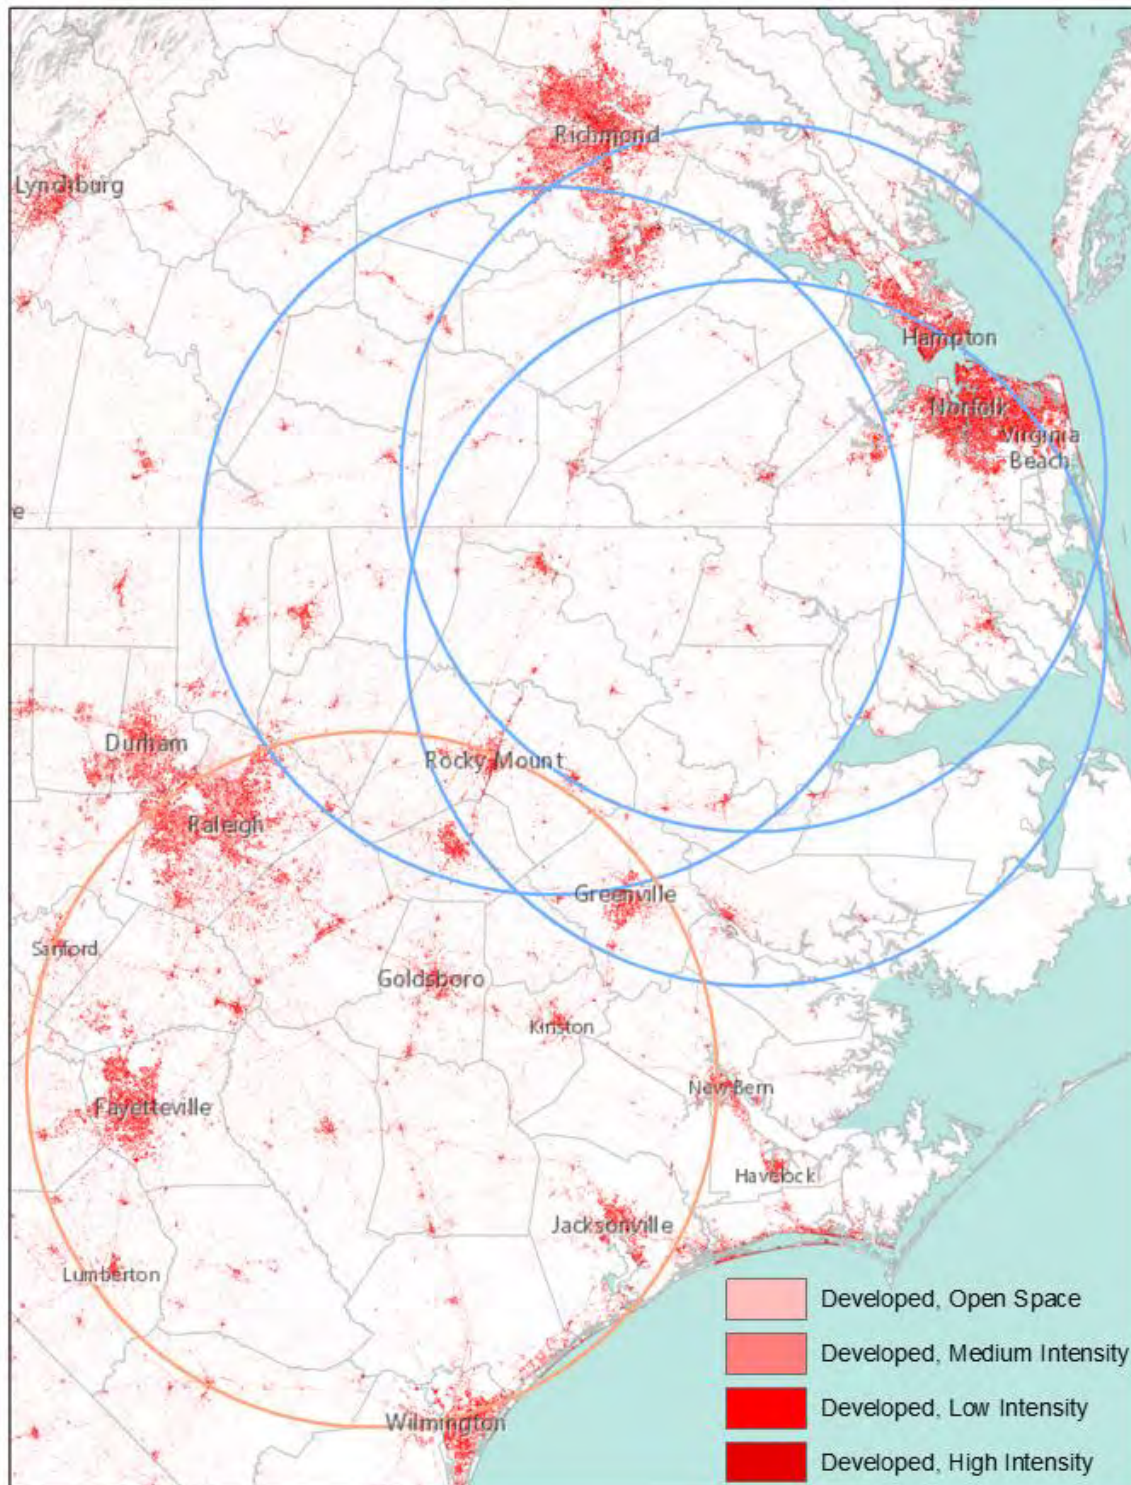 Richmond
Lynchburg
Hampton
Norfolk
Virginia
Beach
e
Durham
Rocky Mount
Raleigh
Greenville
Sanford
Goldsboro
Kinston
New Bern
Fayetteville
Havelock
Jacksonville
Lumberton
Developed, Open Space
Developed, Medium Intensity
Developed, Low Intensity
Wilmington
Developed, High Intensity